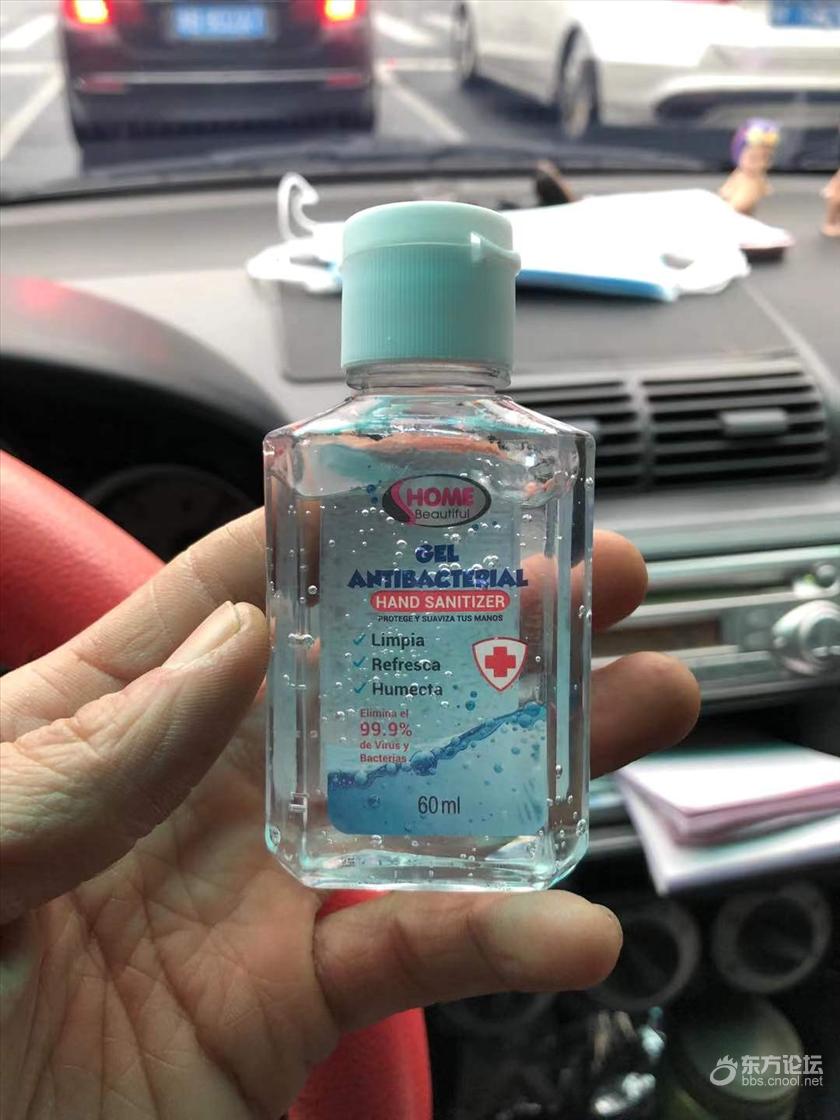 HOME
Beautiful
GEL
ANTIBACTERIAL
HAND SANITIZER
PROTEGE Y SUAVIZA TUS MANOS
Limpia
Refresca
Humecta
Elimina el
99.9%
de Virus y
Bacterias
60ml
东方论坛
bbs.cnool.net